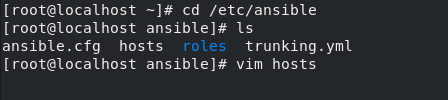 [root@localhost ~]# cd /etc/ansible
[root@localhost ansible]# ls
ansible.cfg  hosts  roles  trunking.yml
[root@localhost ansible]# vim hosts